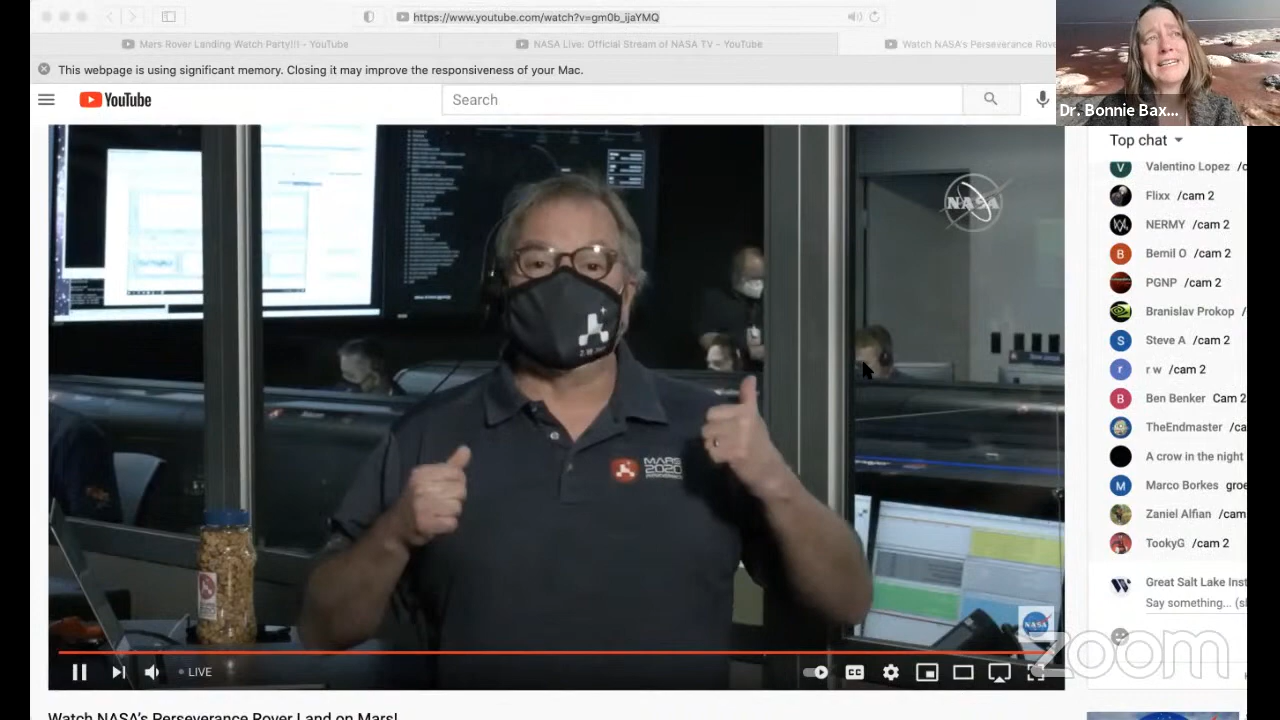 https://www.youtube.com/watch?v=gm0b_ijaYMQ
Mars Rover Landing Watch Party!!! - YouTube
NASA Live: Official Stream of NASA TV - YouTube
Watch NASA's Perseverance Rove
This webpage is using significant memory. Closing it may improve the responsiveness of your Mac.
Dr. Bonnie Bax...
YouTube
Search
Top chat
Valentino Lopez /c
Flixx /cam 2
NERMY /cam 2
Bemil O /cam 2
PGNP /cam 2
Branislav Prokop /
Steve A /cam 2
r w /cam 2
Ben Benker Cam 2
TheEndmaster /ca
A crow in the night
Marco Borkes groe
Zaniel Alfian /cam
TookyG /cam 2
Great Salt Lake Inst
Say something... (sl
NASA
MARS
2020
NASA
LIVE
CC
zoom
Watch NASA's Perseverance Rover Land on Mars!